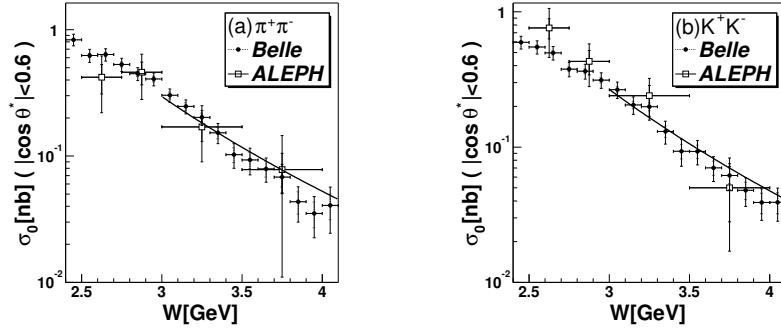 (a) π⁺π⁻
Belle
ALEPH
1
10⁻¹
10⁻²
σ₀[nb] ( |cos θ*|<0.6)
2.5 3 3.5 4
W[GeV]
(b) K⁺K⁻
Belle
ALEPH
1
10⁻¹
10⁻²
σ₀[nb] ( |cos θ*|<0.6)
2.5 3 3.5 4
W[GeV]